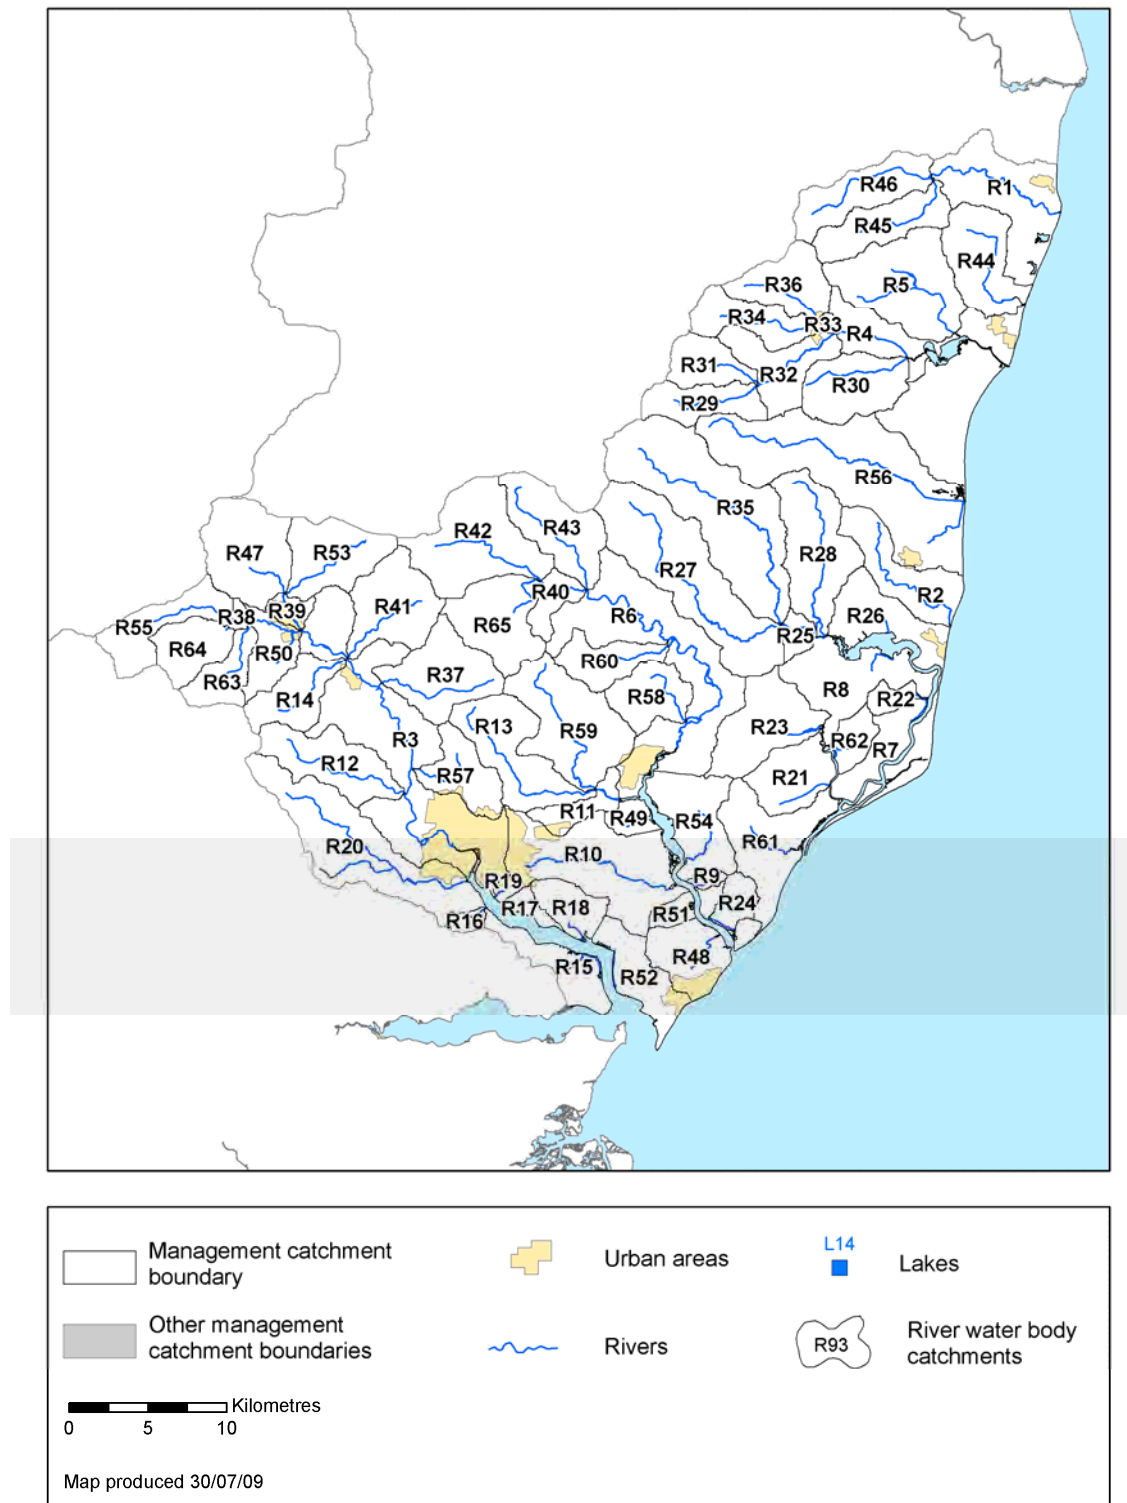 R46
R1
R45
R44
R36
R5
R34
R33
R4
R31
R32
R30
R29
R56
R35
R43
R42
R47
R53
R28
R27
R40
R2
R41
R38
R39
R6
R26
R55
R65
R25
R64
R50
R60
R63
R37
R58
R8
R14
R22
R13
R23
R59
R3
R62
R7
R12
R57
R21
R11
R49
R54
R61
R20
R10
R9
R19
R24
R17
R18
R51
R16
R48
R15
R52
Management catchment
boundary
Urban areas
L14
Lakes
Other management
catchment boundaries
Rivers
R93
River water body
catchments
Kilometres
0 5 10
Map produced 30/07/09